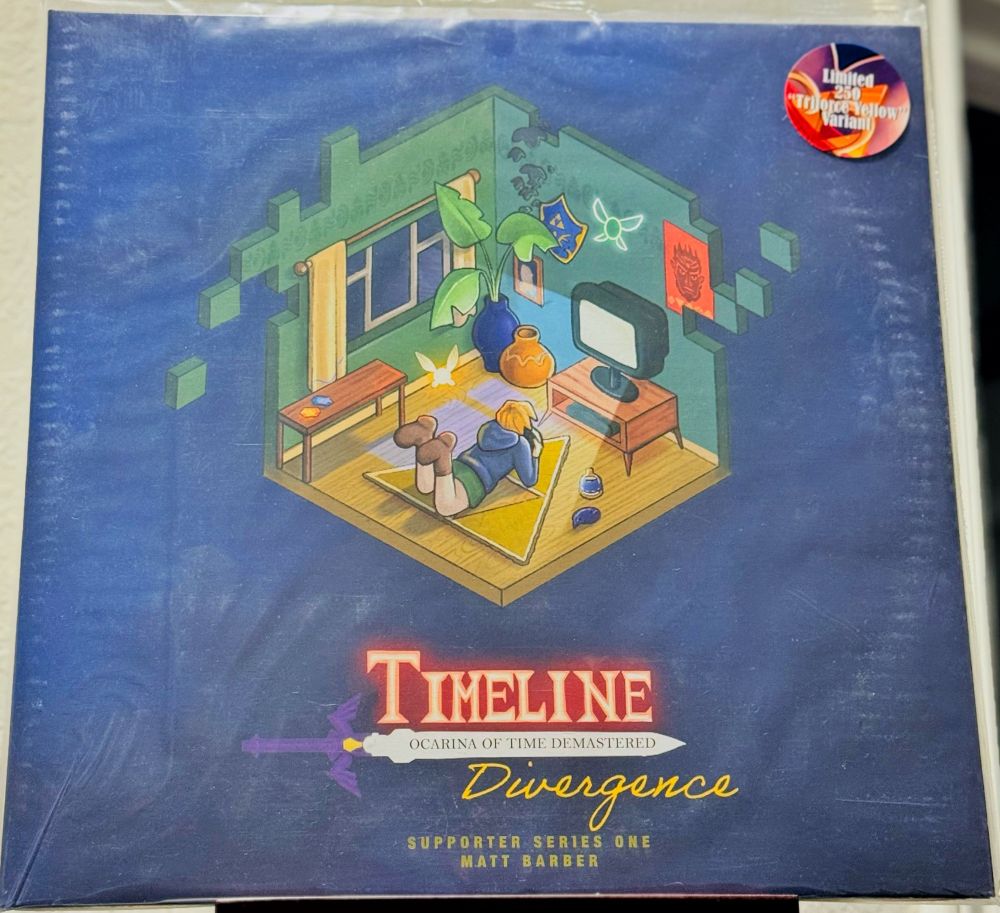 Limited
250
"Triforce Yellow"
Variant
TIMELINE
OCARINA OF TIME DEMASTERED
Divergence
SUPPORTER SERIES ONE
MATT BARBER